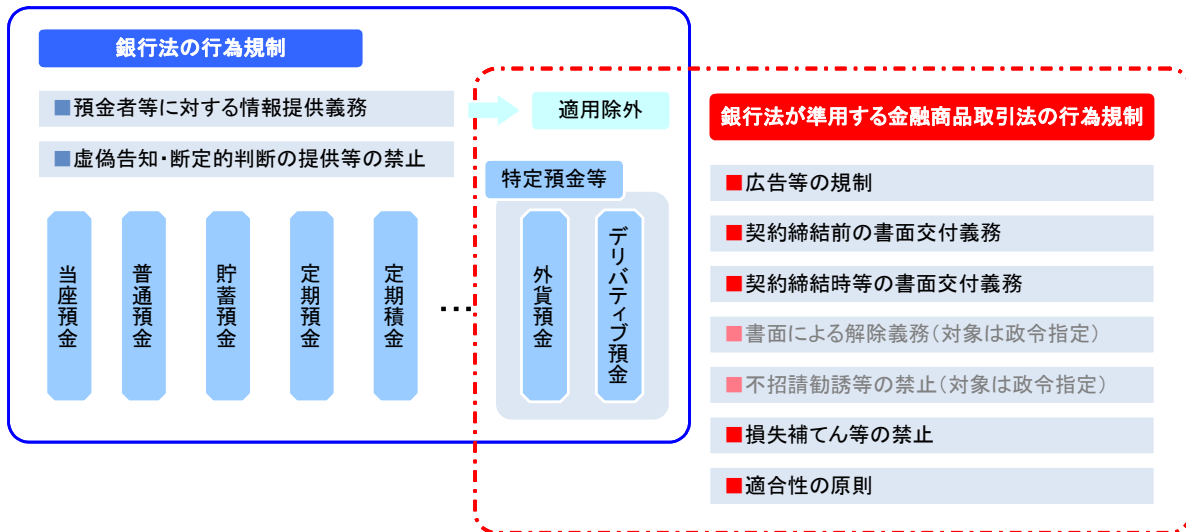 銀行法の行為規制
■預金者等に対する情報提供義務
適用除外
■虚偽告知・断定的判断の提供等の禁止
特定預金等
当座預金
普通預金
貯蓄預金
定期預金
定期積金
…
外貨預金
デリバティブ預金
銀行法が準用する金融商品取引法の行為規制
■広告等の規制
■契約締結前の書面交付義務
■契約締結時等の書面交付義務
■書面による解除義務(対象は政令指定)
■不招請勧誘等の禁止(対象は政令指定)
■損失補てん等の禁止
■適合性の原則